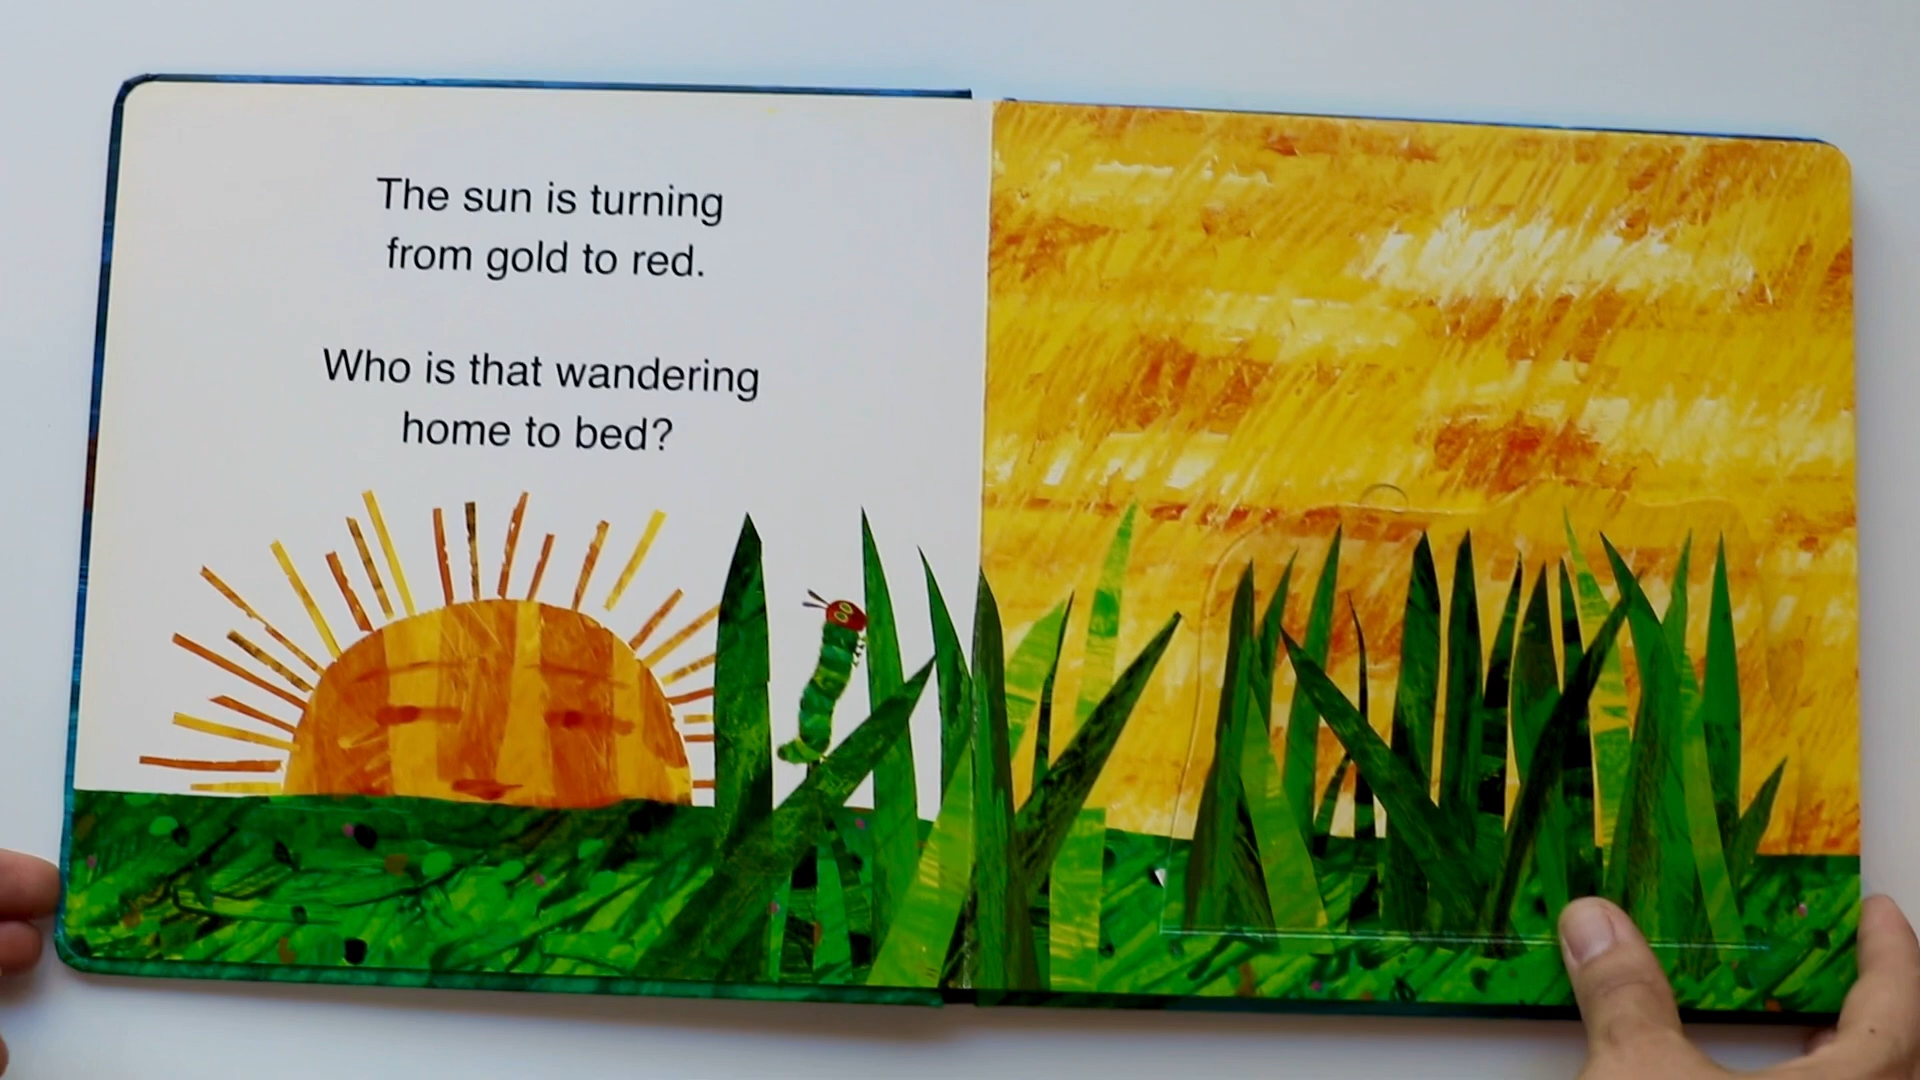 The sun is turning
from gold to red.
Who is that wandering
home to bed?